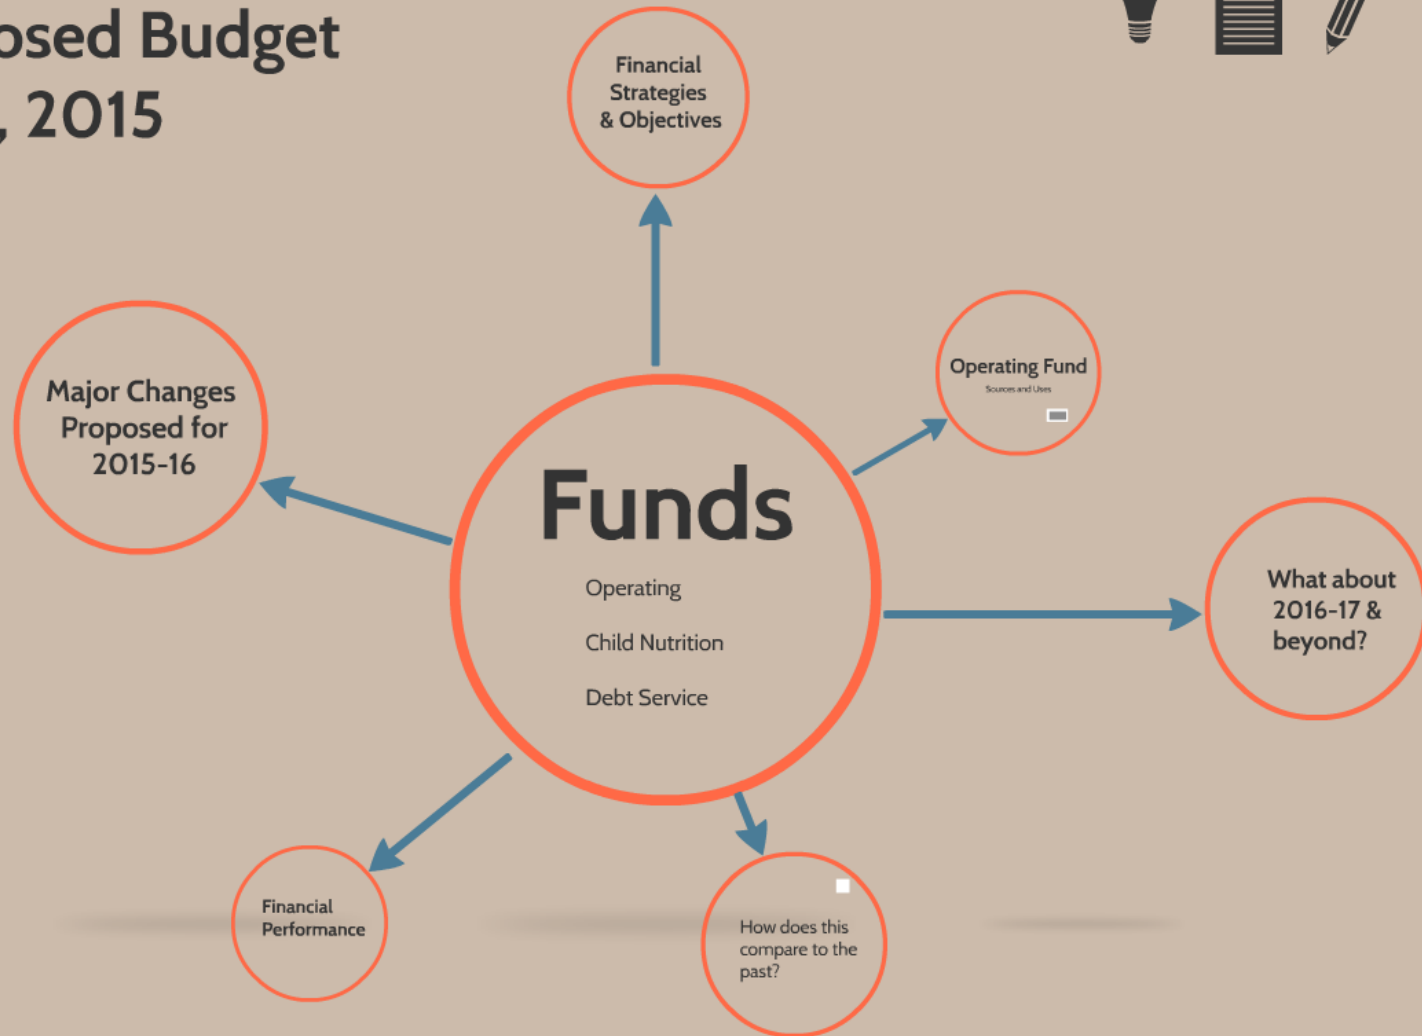 osed Budget
, 2015
Financial
Strategies
& Objectives
Major Changes
Proposed for
2015-16
Operating Fund
Sources and Uses
Funds
Operating
Child Nutrition
Debt Service
What about
2016-17 &
beyond?
Financial
Performance
How does this
compare to the
past?